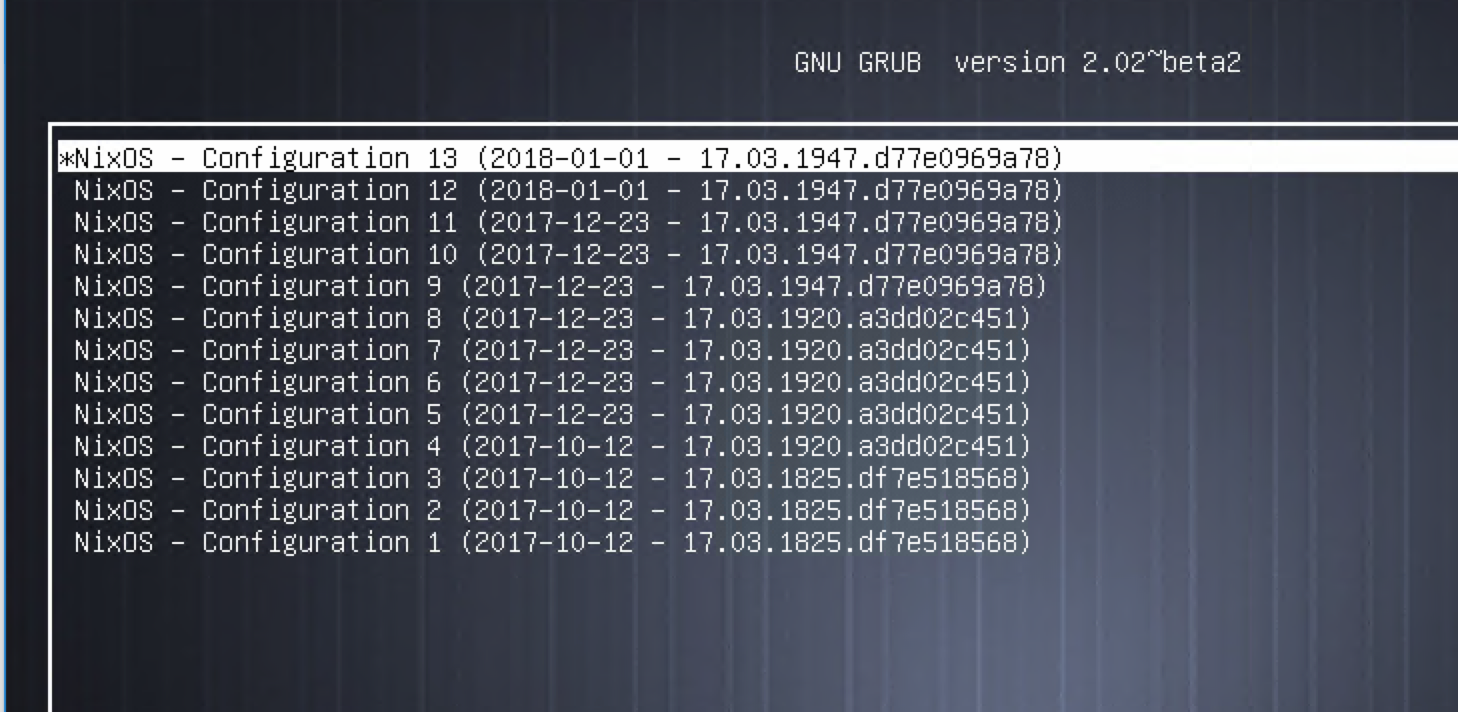 GNU GRUB  version 2.02~beta2
*NixOS - Configuration 13 (2018-01-01 - 17.03.1947.d77e0969a78)
NixOS - Configuration 12 (2018-01-01 - 17.03.1947.d77e0969a78)
NixOS - Configuration 11 (2017-12-23 - 17.03.1947.d77e0969a78)
NixOS - Configuration 10 (2017-12-23 - 17.03.1947.d77e0969a78)
NixOS - Configuration 9 (2017-12-23 - 17.03.1947.d77e0969a78)
NixOS - Configuration 8 (2017-12-23 - 17.03.1920.a3dd02c451)
NixOS - Configuration 7 (2017-12-23 - 17.03.1920.a3dd02c451)
NixOS - Configuration 6 (2017-12-23 - 17.03.1920.a3dd02c451)
NixOS - Configuration 5 (2017-12-23 - 17.03.1920.a3dd02c451)
NixOS - Configuration 4 (2017-10-12 - 17.03.1920.a3dd02c451)
NixOS - Configuration 3 (2017-10-12 - 17.03.1825.df7e518568)
NixOS - Configuration 2 (2017-10-12 - 17.03.1825.df7e518568)
NixOS - Configuration 1 (2017-10-12 - 17.03.1825.df7e518568)